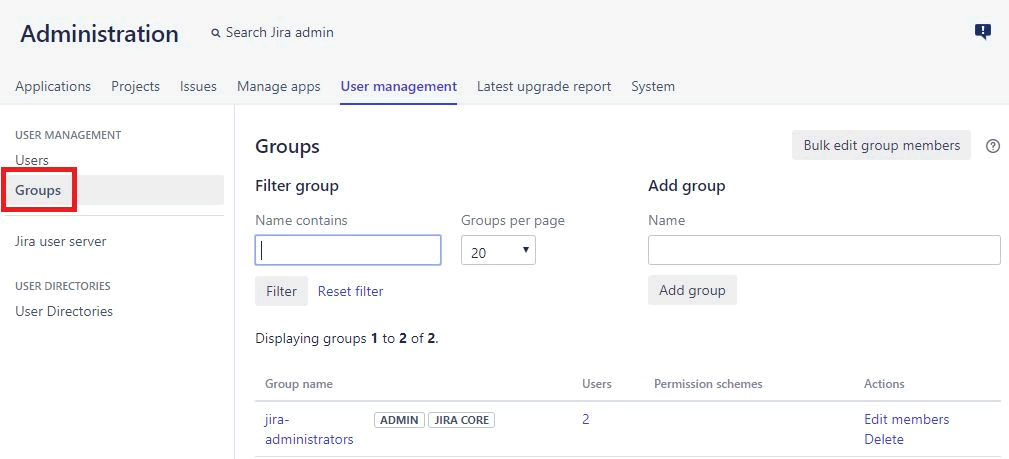 Administration
Search Jira admin
Applications Projects Issues Manage apps User management Latest upgrade report System
USER MANAGEMENT
Users
Groups
Jira user server
USER DIRECTORIES
User Directories
Groups
Bulk edit group members
?
Filter group
Name contains
Groups per page
20
Filter Reset filter
Add group
Name
Add group
Displaying groups 1 to 2 of 2.
Group name Users Permission schemes Actions
jira-
administrators
ADMIN JIRA CORE
2
Edit members
Delete